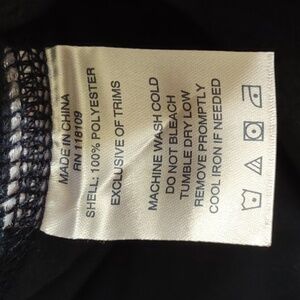 MADE IN CHINA
RN 118109
SHELL: 100% POLYESTER
EXCLUSIVE OF TRIMS
MACHINE WASH COLD
DO NOT BLEACH
TUMBLE DRY LOW
REMOVE PROMPTLY
COOL IRON IF NEEDED